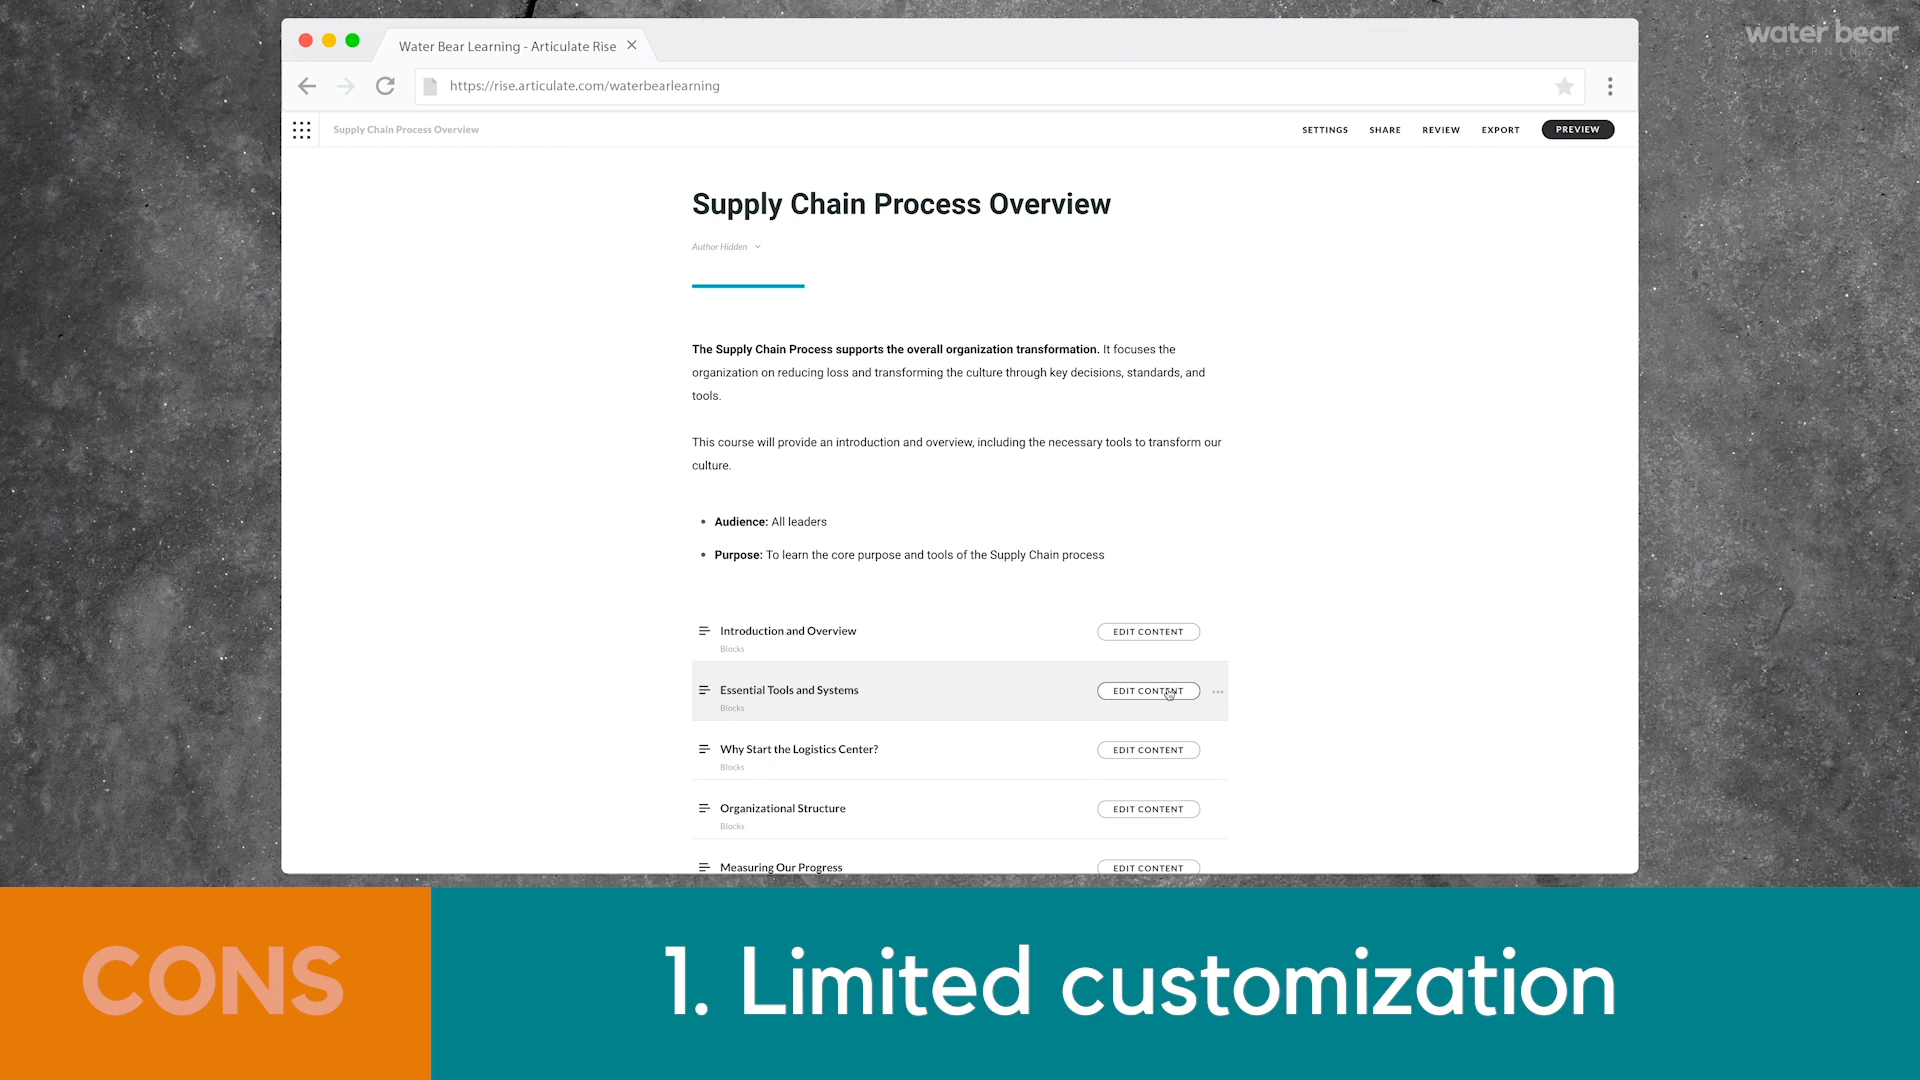 water bear
LEARNING
Water Bear Learning - Articulate Rise
https://rise.articulate.com/waterbearlearning
Supply Chain Process Overview
SETTINGS SHARE REVIEW EXPORT PREVIEW
Supply Chain Process Overview
Author Hidden
The Supply Chain Process supports the overall organization transformation. It focuses the
organization on reducing loss and transforming the culture through key decisions, standards, and
tools.
This course will provide an introduction and overview, including the necessary tools to transform our
culture.
• Audience: All leaders
• Purpose: To learn the core purpose and tools of the Supply Chain process
Introduction and Overview EDIT CONTENT
Blocks
Essential Tools and Systems EDIT CONTENT
Blocks
Why Start the Logistics Center? EDIT CONTENT
Blocks
Organizational Structure EDIT CONTENT
Blocks
Measuring Our Progress EDIT CONTENT
CONS
1. Limited customization